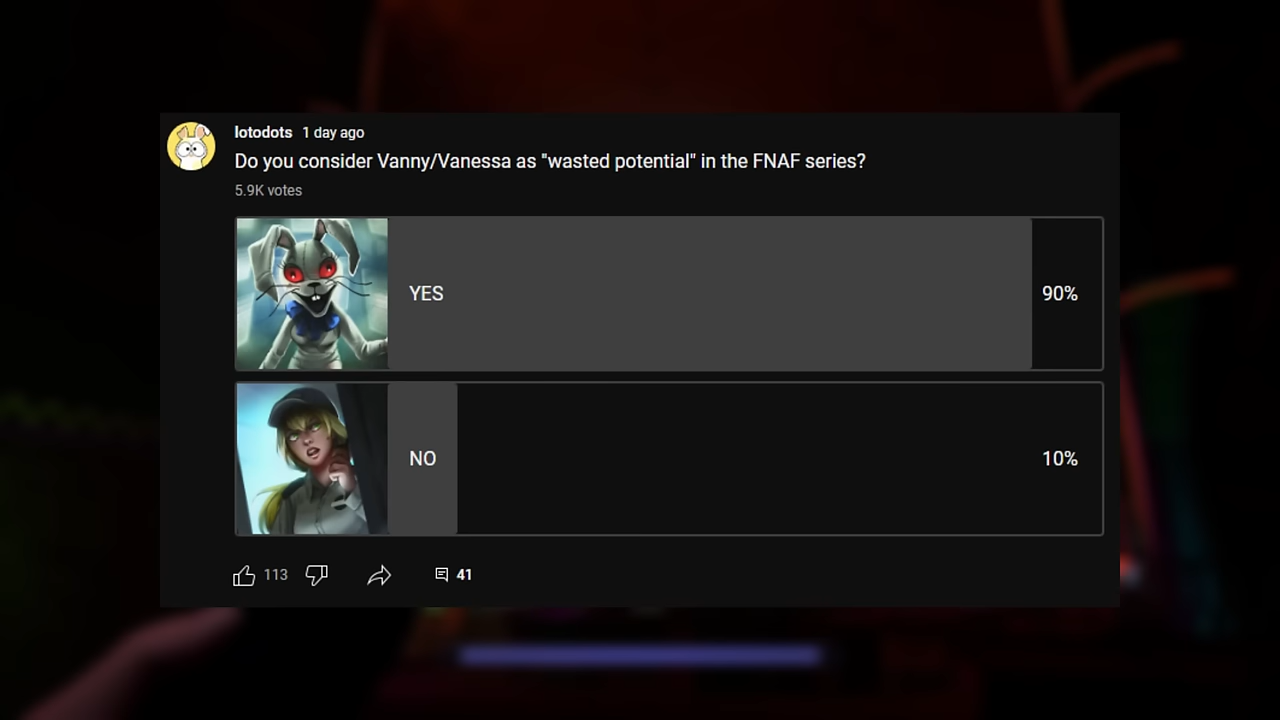 lotodots 1 day ago
Do you consider Vanny/Vanessa as "wasted potential" in the FNAF series?
5.9K votes
YES 90%
NO 10%
113 41